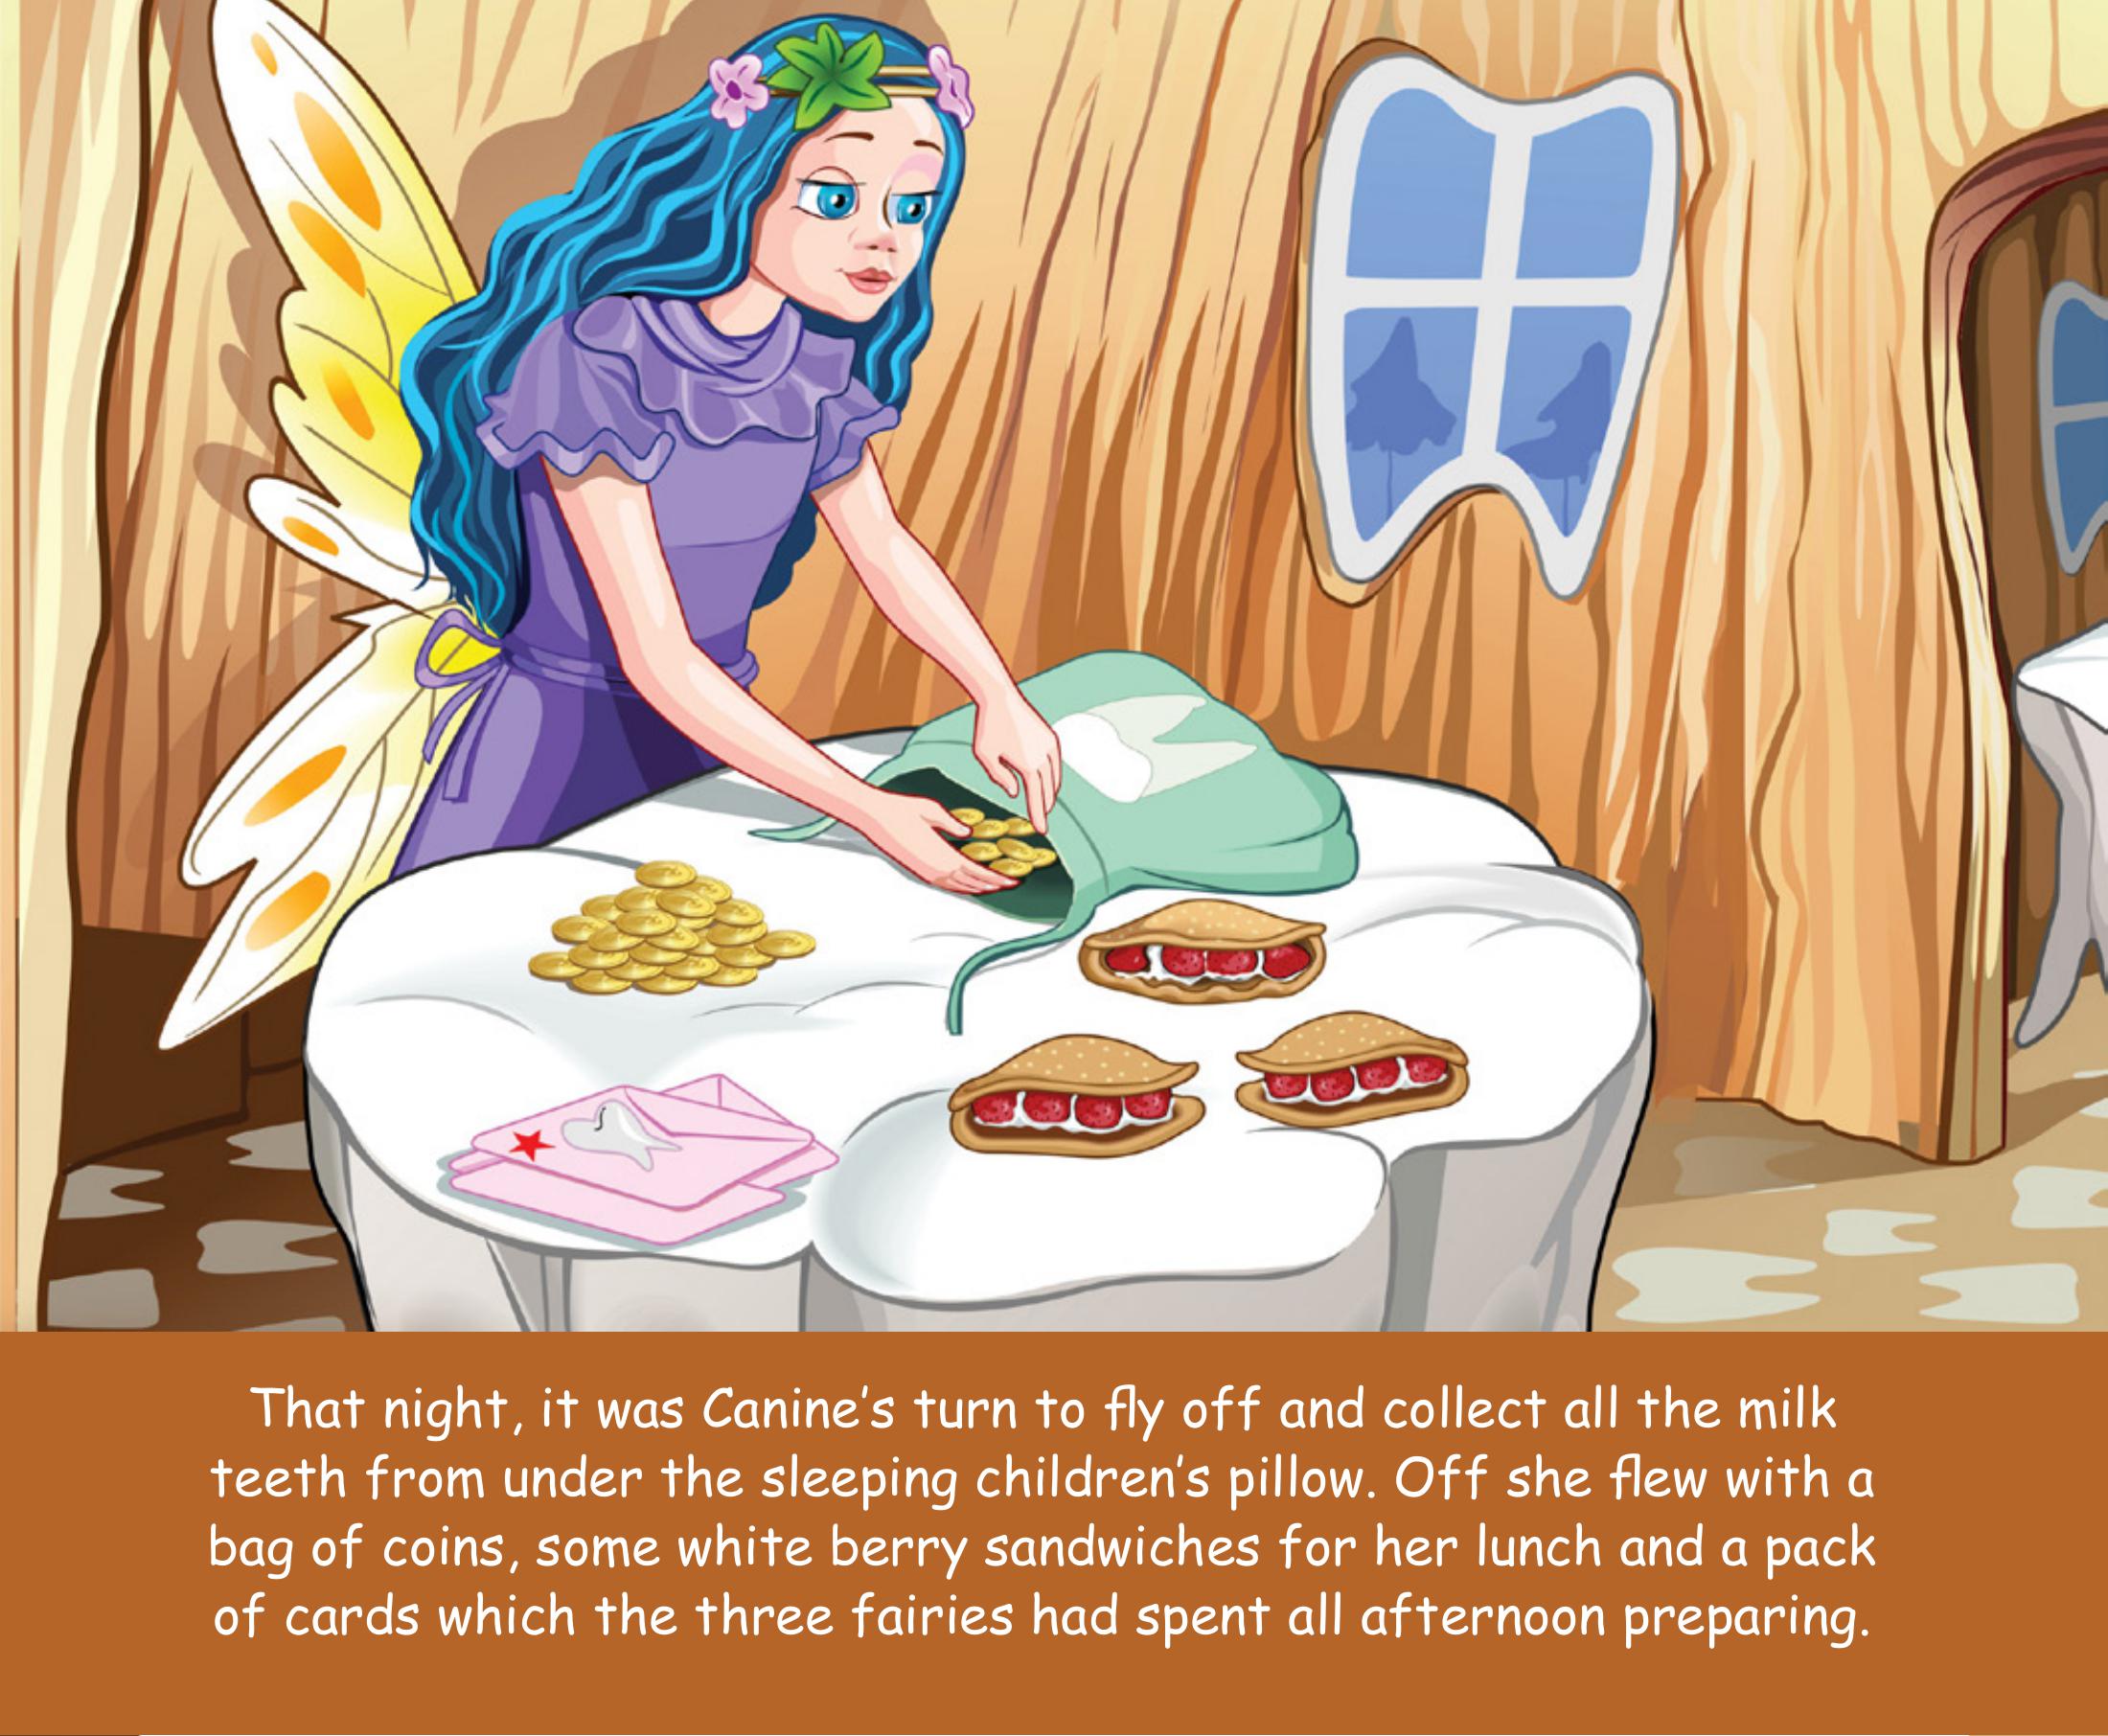 That night, it was Canine’s turn to fly off and collect all the milk
teeth from under the sleeping children’s pillow. Off she flew with a
bag of coins, some white berry sandwiches for her lunch and a pack
of cards which the three fairies had spent all afternoon preparing.